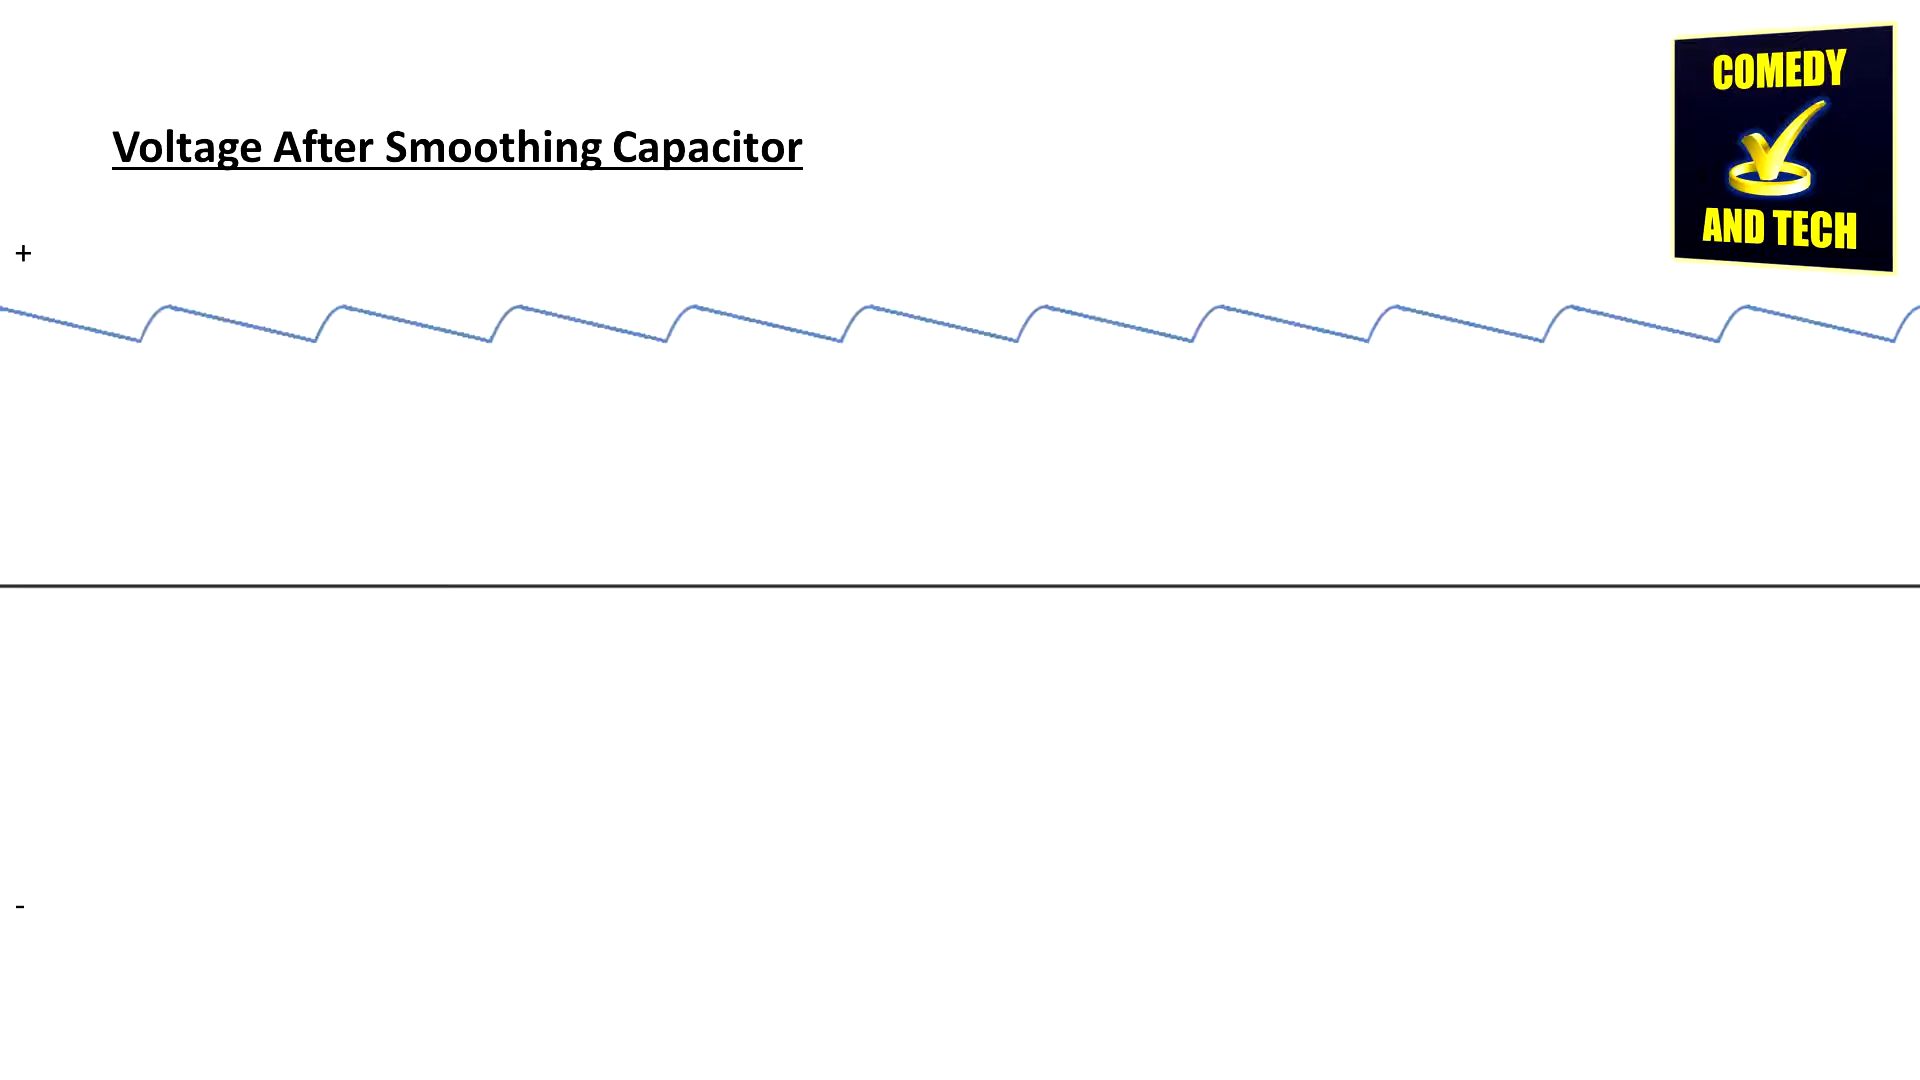 Voltage After Smoothing Capacitor
COMEDY
AND TECH
+
-